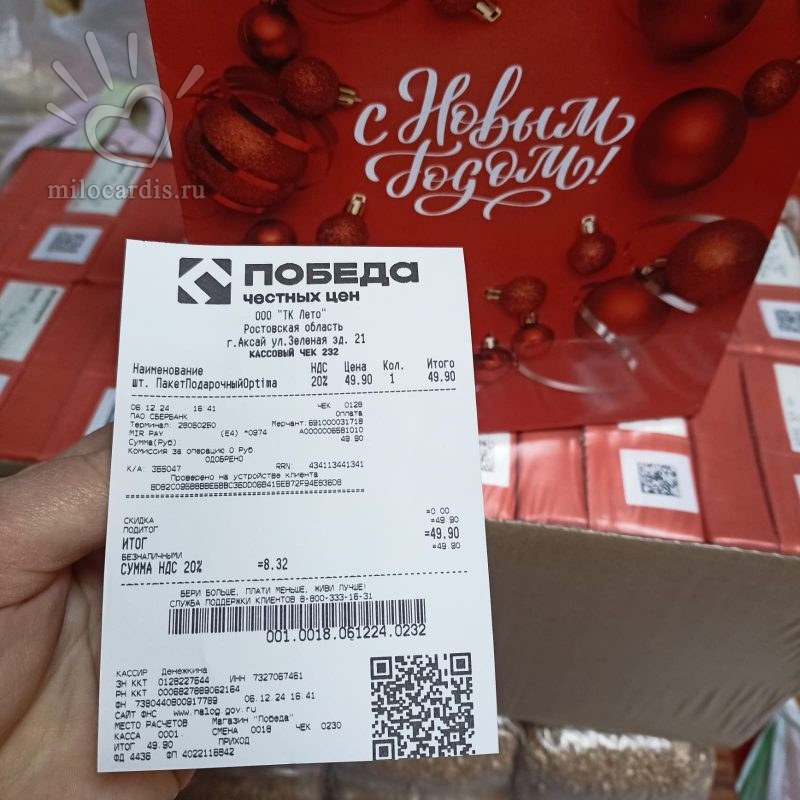 с Новым
Годом!
milocardis.ru
ПОБЕДА
ЧЕСТНЫХ ЦЕН
ООО "ТК Лето"
Ростовская область
г.Аксай ул.Зеленая зд. 21
КАССОВЫЙ ЧЕК 232
Наименование НДС Цена Кол. Итого
шт. ПакетПодарочныйOptima 20% 49.90 1 49.90
06.12.24 16:41 ЧЕК 0128
ПАО СБЕРБАНК Оплата
Терминал: 28050250 Мерчант: 691000031718
MIR PAY (E4) *0974 A0000006581010
Сумма(Руб) 49.90
Комиссия за операцию 0 Руб
ОДОБРЕНО
К/А: 355047 RRN: 434113441341
Проверено на устройстве клиента
СКИДКА =0.00
ПОДИТОГ =49.90
ИТОГ =49.90
БЕЗНАЛИЧНЫМИ =49.90
СУММА НДС 20% =8.32
БЕРИ БОЛЬШЕ, ПЛАТИ МЕНЬШЕ, ЖИВИ ЛУЧШЕ!
СЛУЖБА ПОДДЕРЖКИ КЛИЕНТОВ 8-800-333-16-31
001.0018.061224.0232
КАССИР Денежкина
ЗН ККТ 0128227544 ИНН 7327067461
РН ККТ 0006827889062164
ФН 7380440800917789 06.12.24 16:41
САЙТ ФНС www.nalog.gov.ru
МЕСТО РАСЧЕТОВ Магазин "Победа"
КАССА 0001 СМЕНА 0018 ЧЕК 0230
ИТОГ 49.90 ПРИХОД
ФД 4436 ФП 4022116842